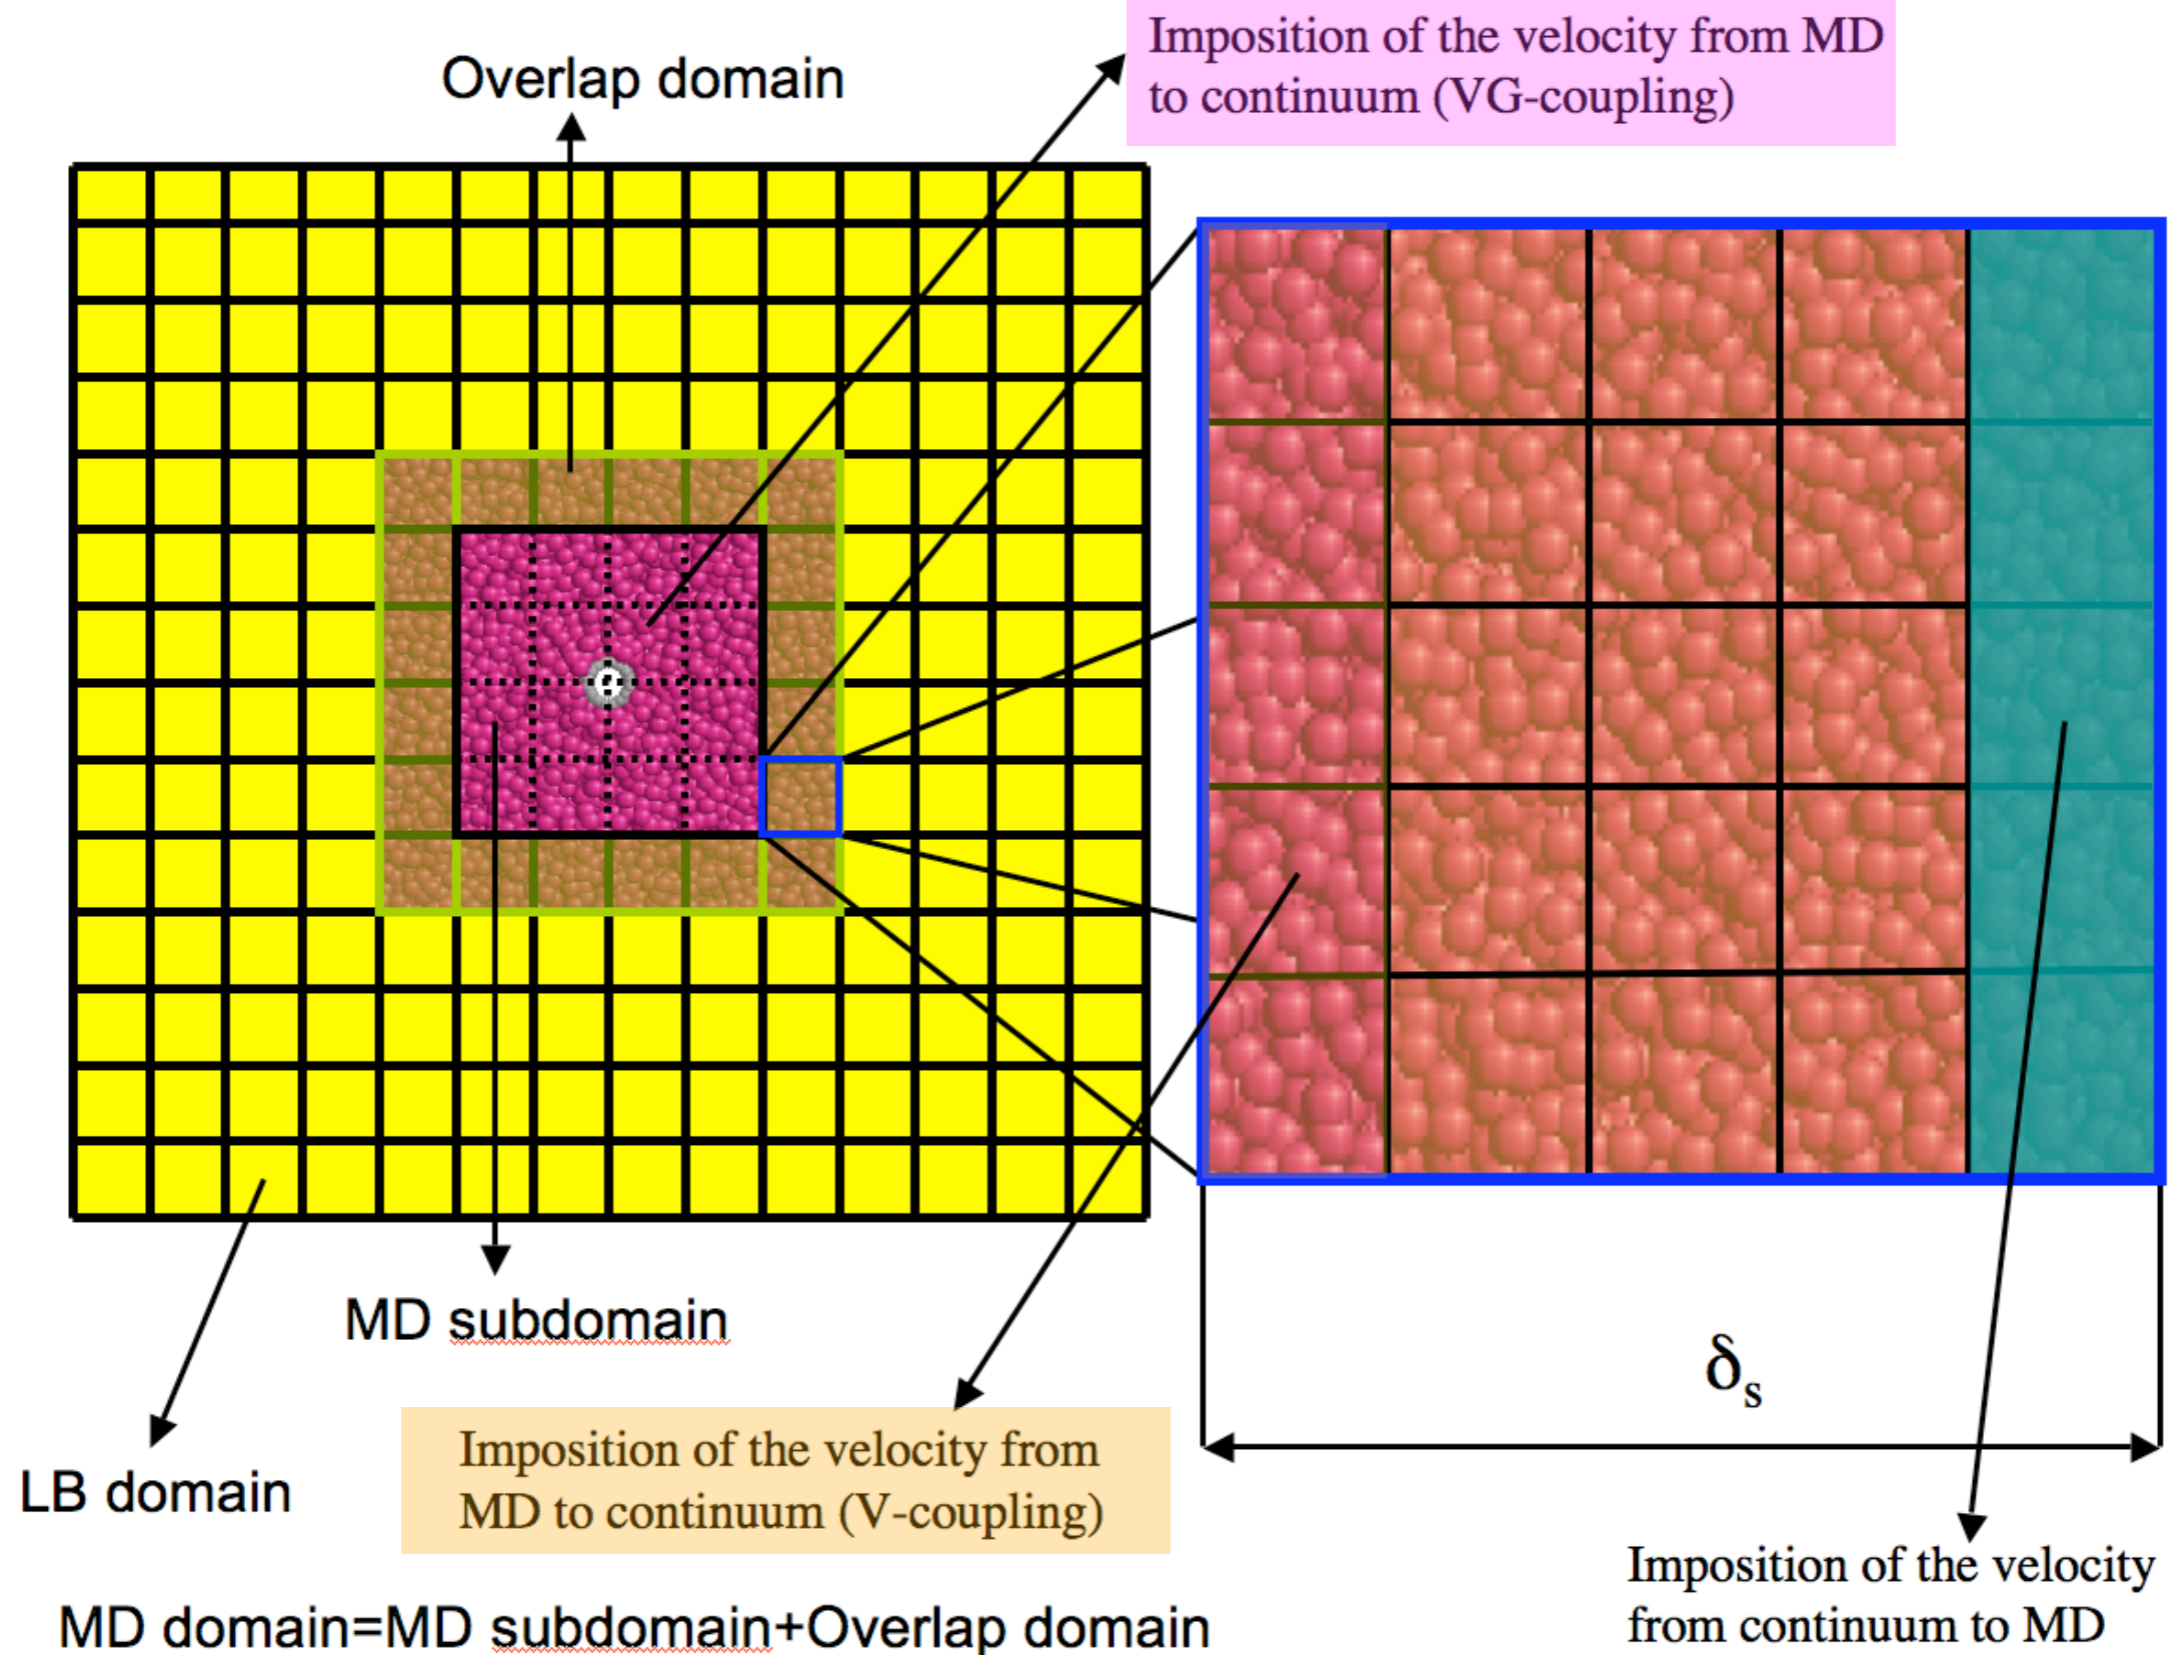 Imposition of the velocity from MD
to continuum (VG-coupling)
Overlap domain
MD subdomain
δs
LB domain
Imposition of the velocity from
MD to continuum (V-coupling)
Imposition of the velocity
from continuum to MD
MD domain=MD subdomain+Overlap domain